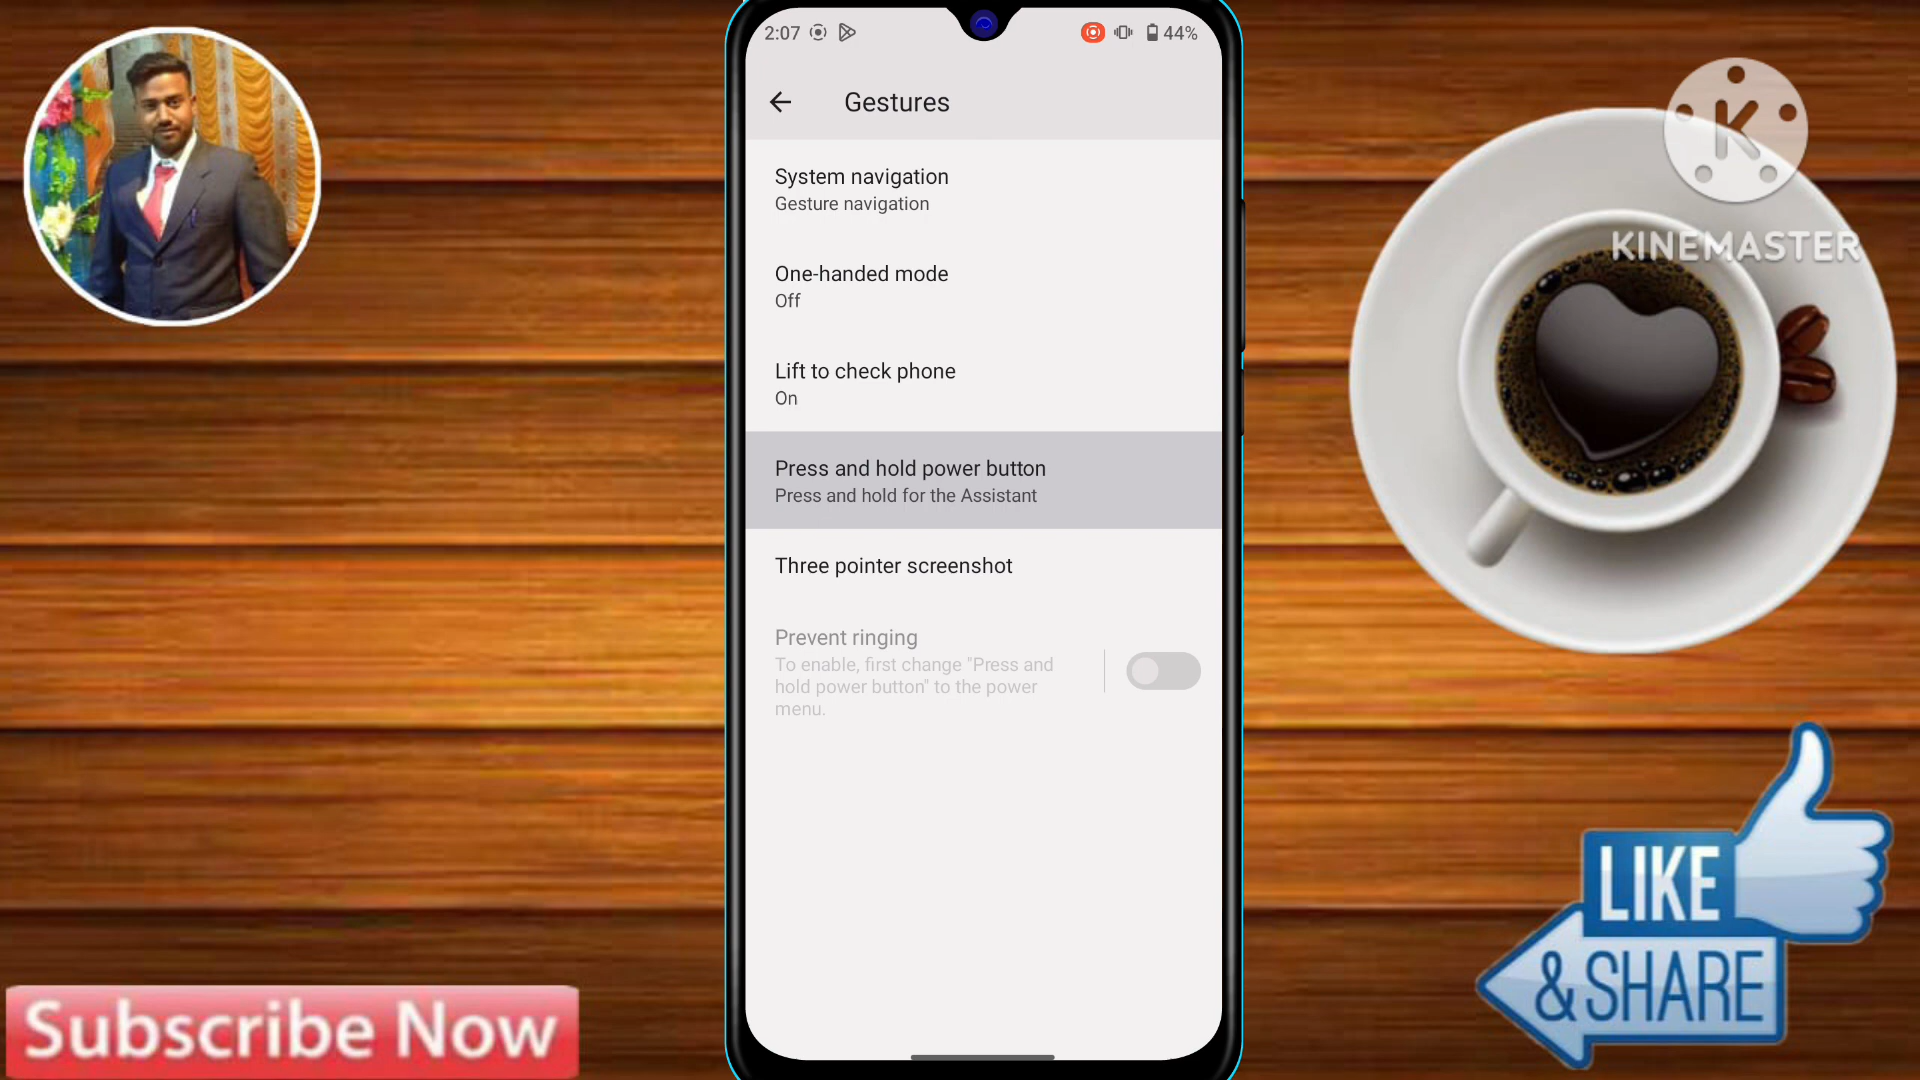 2:07
44%
Gestures
System navigation
Gesture navigation
One-handed mode
Off
Lift to check phone
On
Press and hold power button
Press and hold for the Assistant
Three pointer screenshot
Prevent ringing
To enable, first change "Press and
hold power button" to the power
menu.
K
KINEMASTER
LIKE
& SHARE
Subscribe Now